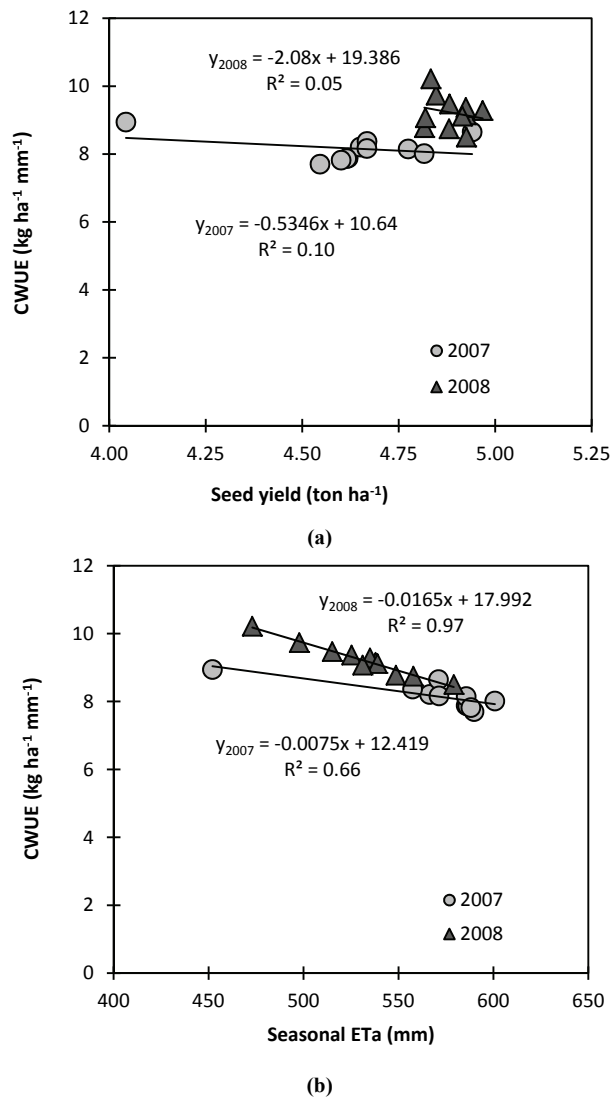 12
10
8
6
4
2
0
CWUE (kg ha⁻¹ mm⁻¹)
y₂₀₀₈ = -2.08x + 19.386
R² = 0.05
y₂₀₀₇ = -0.5346x + 10.64
R² = 0.10
2007
2008
4.00 4.25 4.50 4.75 5.00 5.25
Seed yield (ton ha⁻¹)
(a)
12
10
8
6
4
2
0
CWUE (kg ha⁻¹ mm⁻¹)
y₂₀₀₈ = -0.0165x + 17.992
R² = 0.97
y₂₀₀₇ = -0.0075x + 12.419
R² = 0.66
2007
2008
400 450 500 550 600 650
Seasonal ETa (mm)
(b)